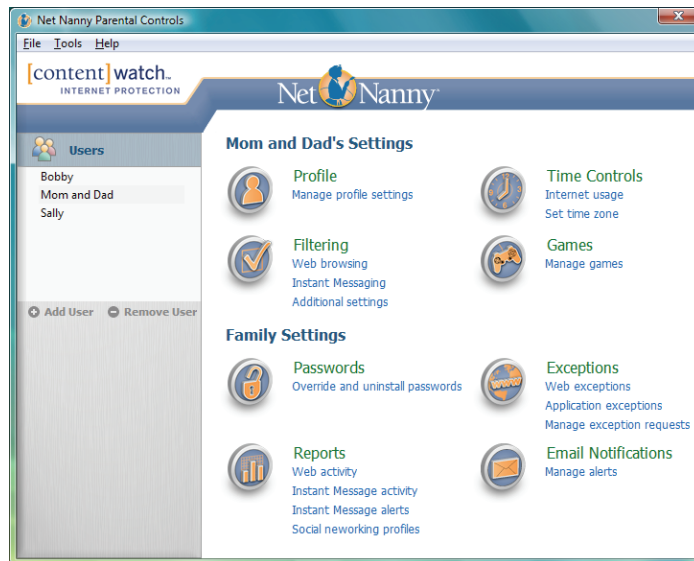 Net Nanny Parental Controls
File Tools Help
[content]watch™
INTERNET PROTECTION
Net Nanny
Users
Bobby
Mom and Dad
Sally
Add User Remove User
Mom and Dad's Settings
Profile
Manage profile settings
Time Controls
Internet usage
Set time zone
Filtering
Web browsing
Instant Messaging
Additional settings
Games
Manage games
Family Settings
Passwords
Override and uninstall passwords
Exceptions
Web exceptions
Application exceptions
Manage exception requests
Reports
Web activity
Instant Message activity
Instant Message alerts
Social neworking profiles
Email Notifications
Manage alerts
www